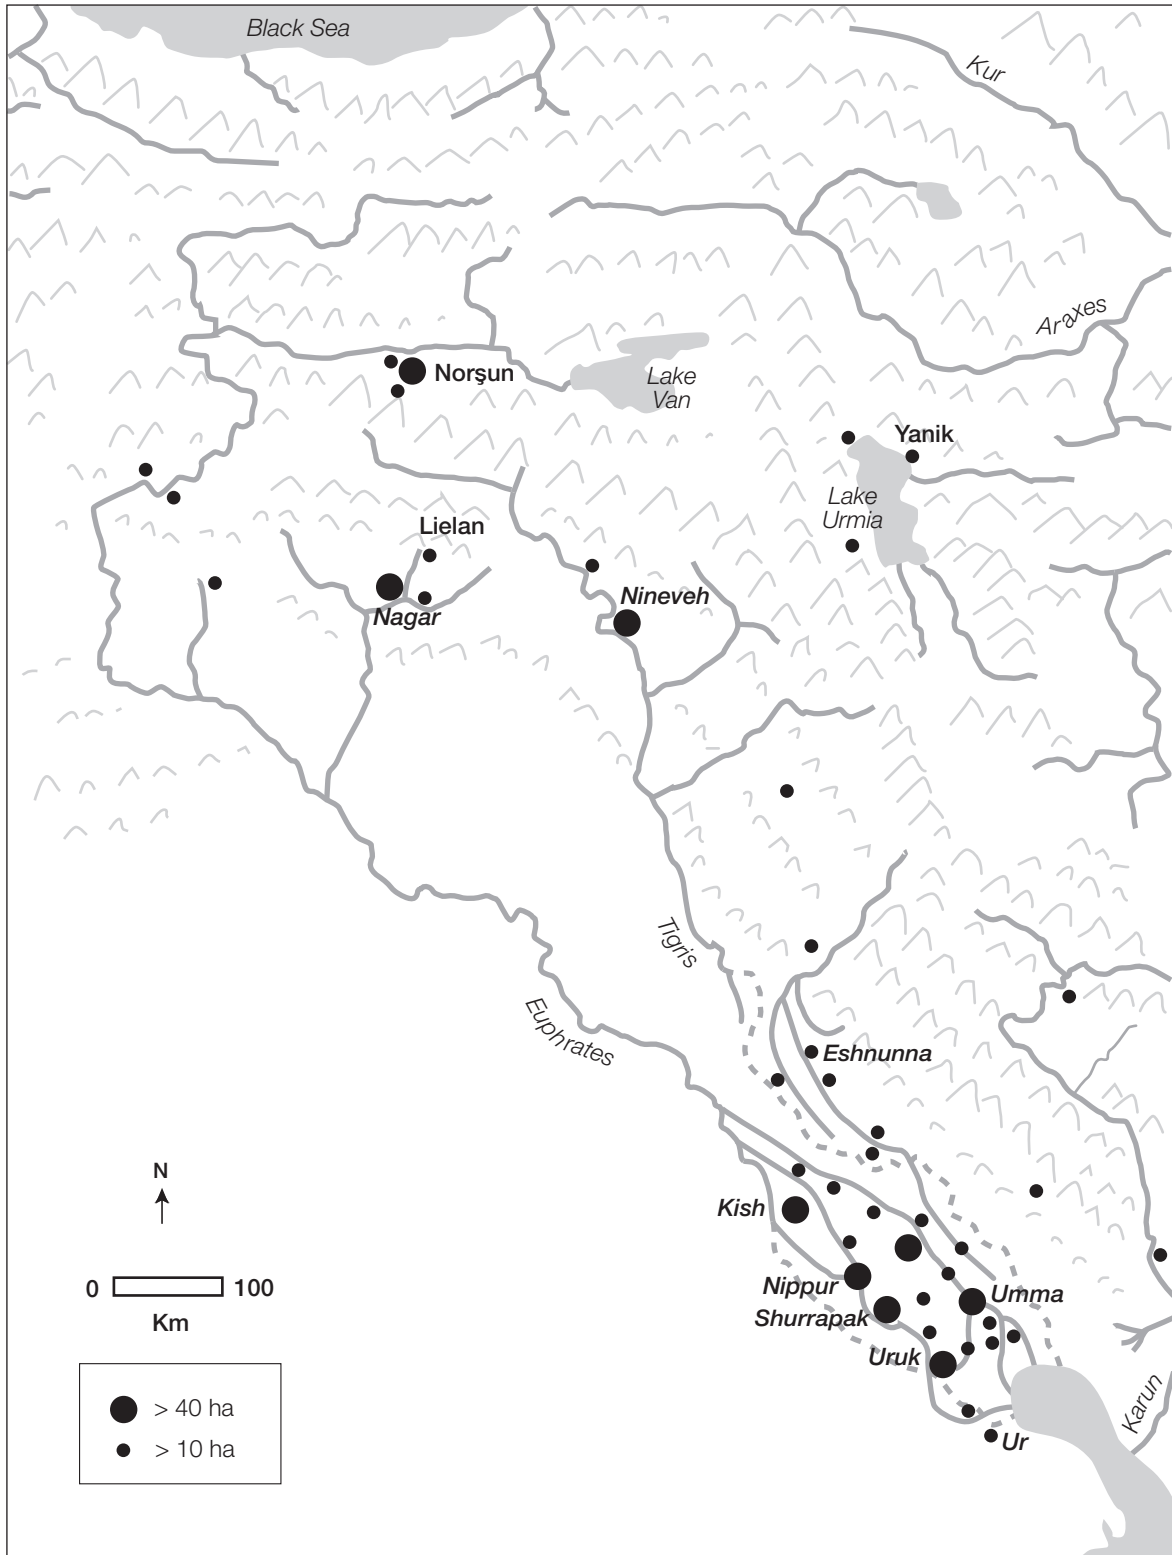 Black Sea
Kur
Araxes
Norşun
Lake
Van
Yanik
Lake
Urmia
Lielan
Nagar
Nineveh
Tigris
Euphrates
Eshnunna
N
Kish
0 100
Km
Nippur
Umma
Shurrapak
Uruk
Karun
Ur
> 40 ha
> 10 ha